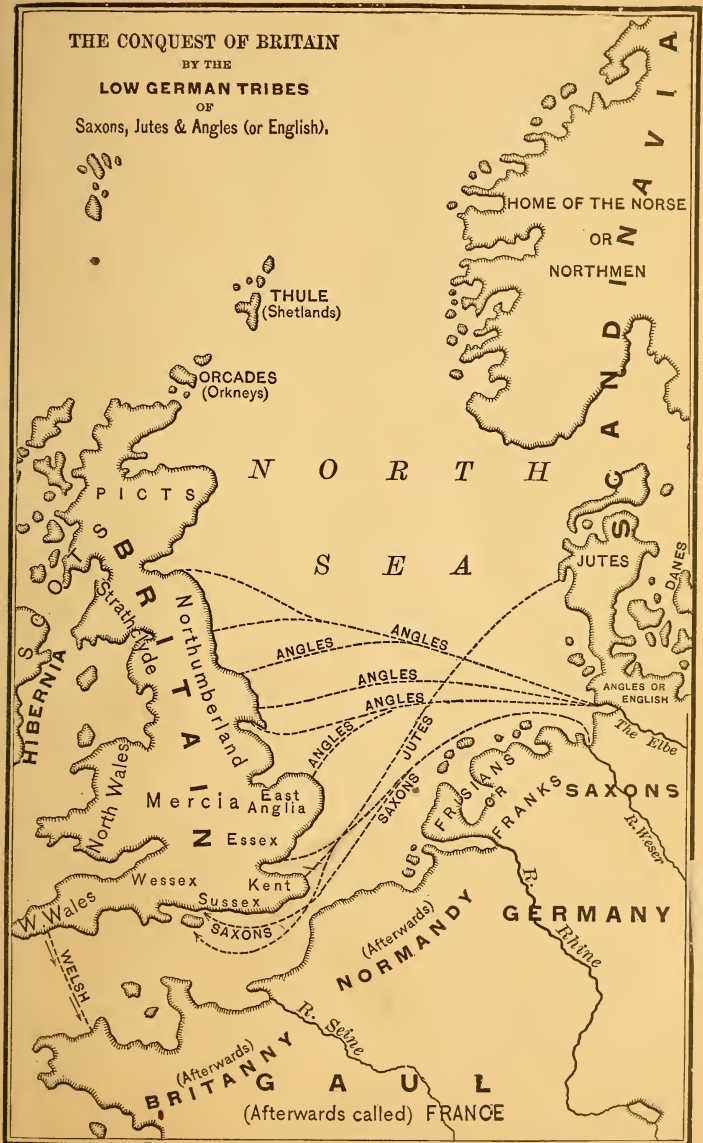 THE CONQUEST OF BRITAIN
BY THE
LOW GERMAN TRIBES
OF
Saxons, Jutes & Angles (or English).
SCANDINAVIA
HOME OF THE NORSE
OR
NORTHMEN
THULE
(Shetlands)
ORCADES
(Orkneys)
NORTH
SEA
PICTS
SCOTS
BRITAIN
Strathclyde
Northumberland
HIBERNIA
JUTES
DANES
ANGLES
ANGLES
ANGLES
ANGLES
ANGLES
ANGLES OR
ENGLISH
The Elbe
JUTES
SAXONS
FRISIANS
OR
FRANKS
SAXONS
R. Weser
North Wales
Mercia
East
Anglia
Essex
Wessex
Kent
Sussex
W. Wales
SAXONS
WELSH
GERMANY
R. Rhine
(Afterwards)
NORMANDY
R. Seine
(Afterwards)
BRITANNY
GAUL
(Afterwards called) FRANCE